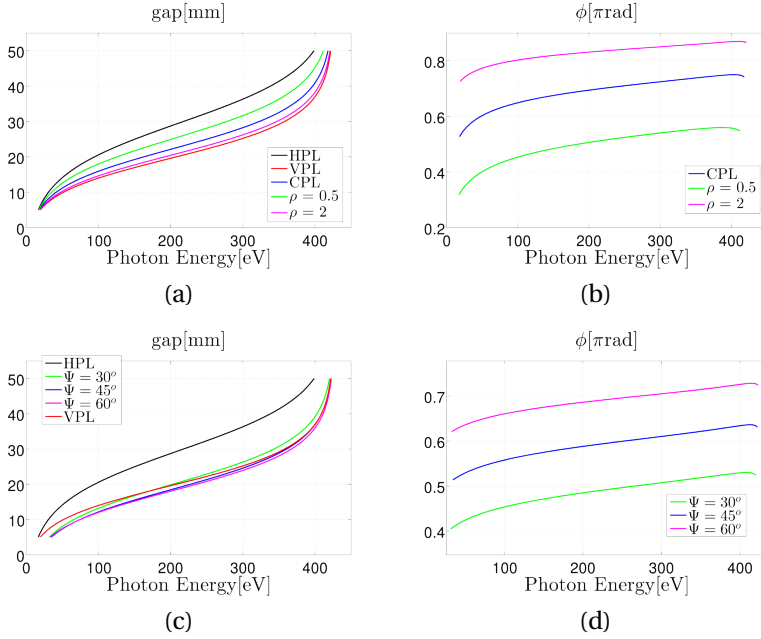 gap[mm]
50
40
30
20
10
0
HPL
VPL
CPL
ρ = 0.5
ρ = 2
0 100 200 300 400
Photon Energy[eV]
(a)
ϕ[πrad]
0.8
0.6
0.4
0.2
CPL
ρ = 0.5
ρ = 2
0 100 200 300 400
Photon Energy[eV]
(b)
gap[mm]
HPL
Ψ = 30°
Ψ = 45°
Ψ = 60°
VPL
50
40
30
20
10
0
0 100 200 300 400
Photon Energy[eV]
(c)
ϕ[πrad]
0.7
0.6
0.5
0.4
Ψ = 30°
Ψ = 45°
Ψ = 60°
100 200 300 400
Photon Energy[eV]
(d)